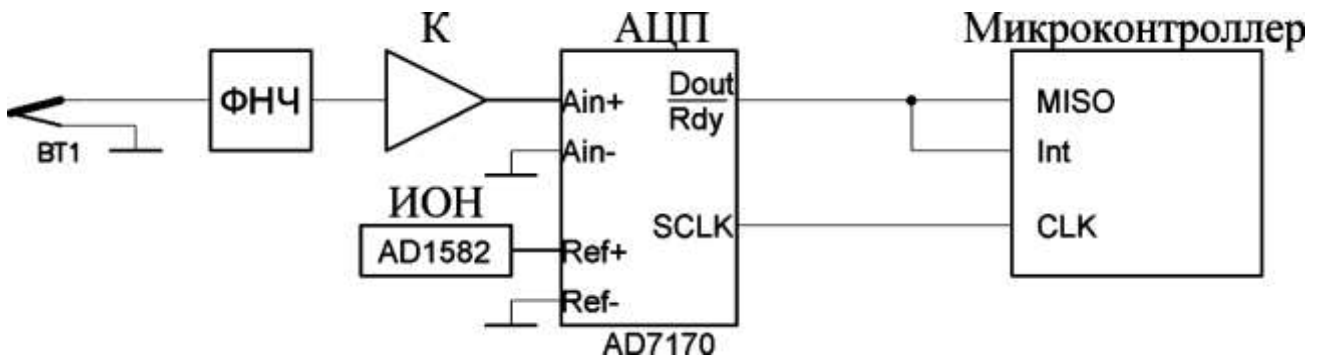 К
АЦП
Микроконтроллер
ФНЧ
Ain+
Dout
Rdy
MISO
BT1
Ain-
Int
ИОН
AD1582
Ref+
SCLK
CLK
Ref-
AD7170